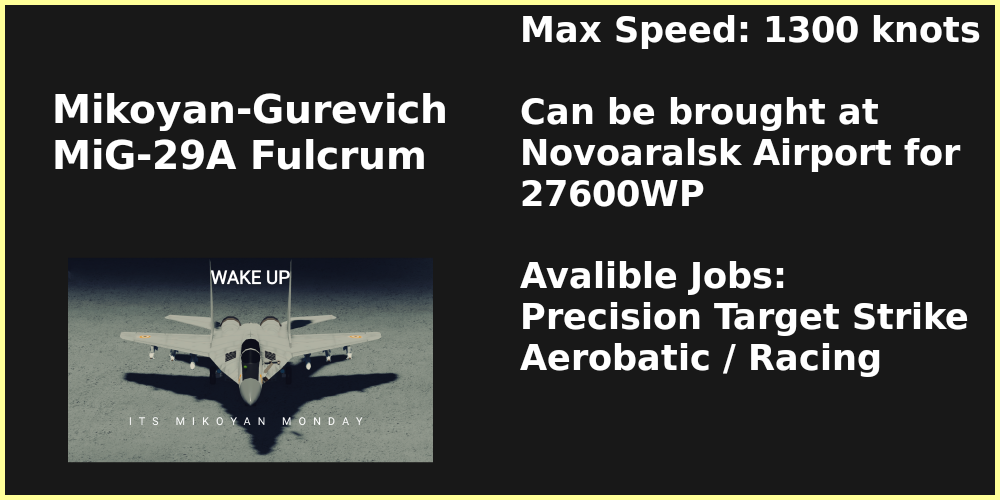 Mikoyan-Gurevich
MiG-29A Fulcrum
WAKE UP
ITS MIKOYAN MONDAY
Max Speed: 1300 knots
Can be brought at
Novoaralsk Airport for
27600WP
Avalible Jobs:
Precision Target Strike
Aerobatic / Racing